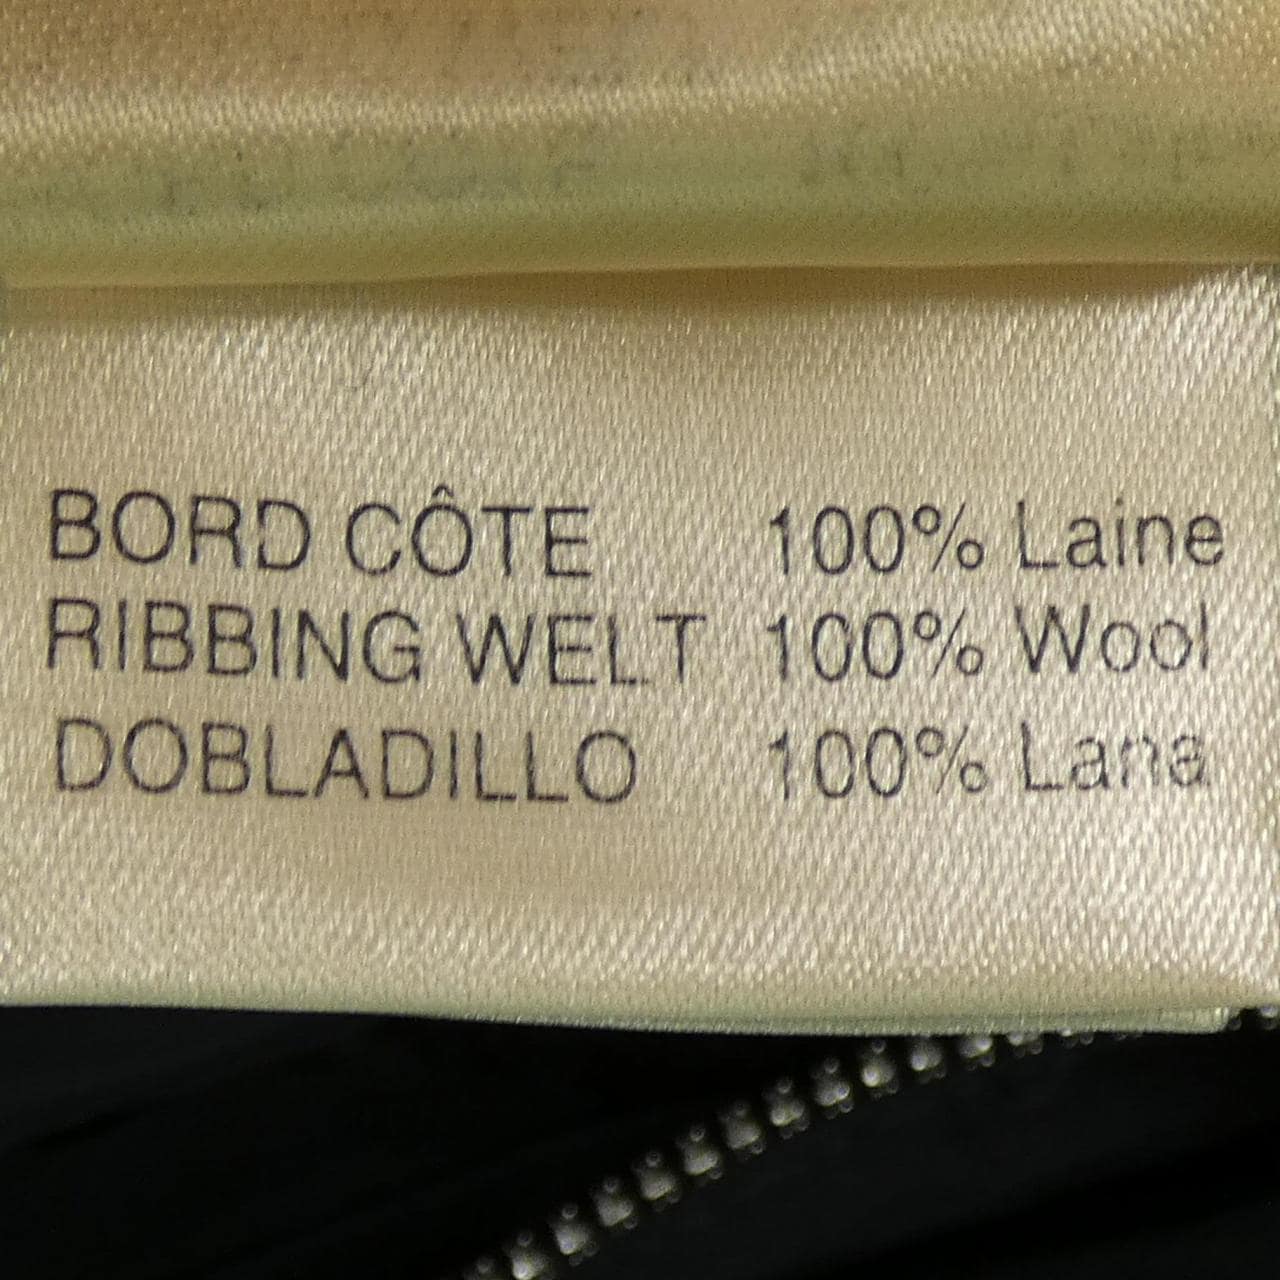 BORD CÔTE 100% Laine
RIBBING WELT 100% Wool
DOBLADILLO 100% Lana